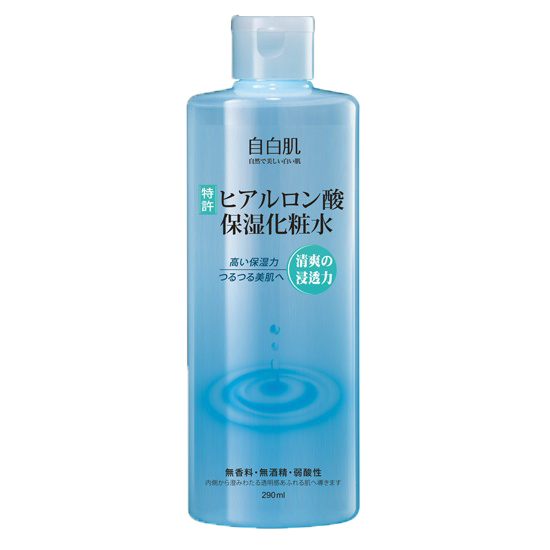 自白肌
自然で美しい白い肌
特許
ヒアルロン酸
保湿化粧水
高い保湿力
つるつる美肌へ
清爽の
浸透力
無香料・無酒精・弱酸性
内側から澄みわたる透明感あふれる肌へ導きます
290ml